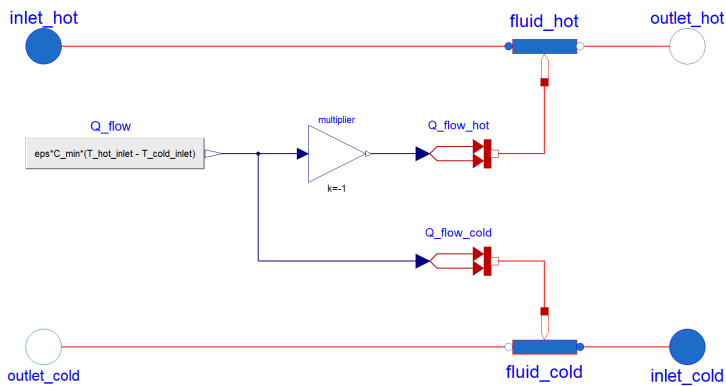 inlet_hot
fluid_hot
outlet_hot
Q_flow
multiplier
Q_flow_hot
eps*C_min*(T_hot_inlet - T_cold_inlet)
k=-1
Q_flow_cold
outlet_cold
fluid_cold
inlet_cold